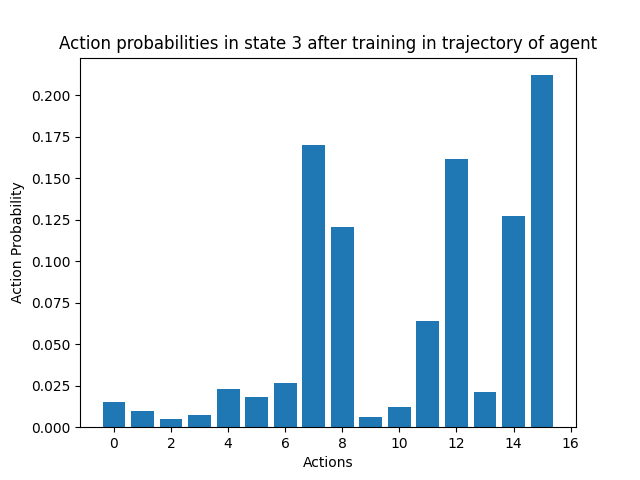 Action probabilities in state 3 after training in trajectory of agent
0.200
0.175
0.150
0.125
0.100
0.075
0.050
0.025
0.000
Action Probability
0 2 4 6 8 10 12 14 16
Actions